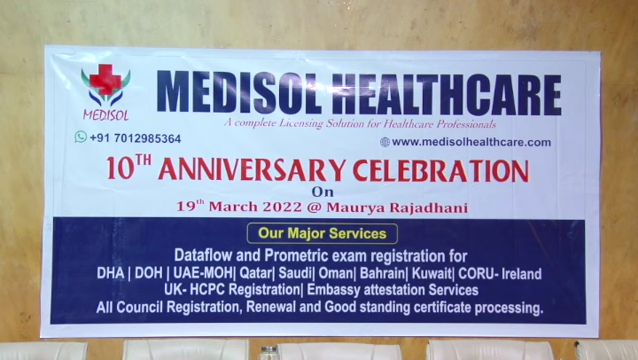 MEDISOL HEALTHCARE
MEDISOL
A complete Licensing Solution for Healthcare Professionals
+91 7012985364
www.medisolhealthcare.com
10TH ANNIVERSARY CELEBRATION
On
19th March 2022 @ Maurya Rajadhani
Our Major Services
Dataflow and Prometric exam registration for
DHA | DOH | UAE-MOH| Qatar| Saudi| Oman| Bahrain| Kuwait| CORU- Ireland
UK- HCPC Registration| Embassy attestation Services
All Council Registration, Renewal and Good standing certificate processing.